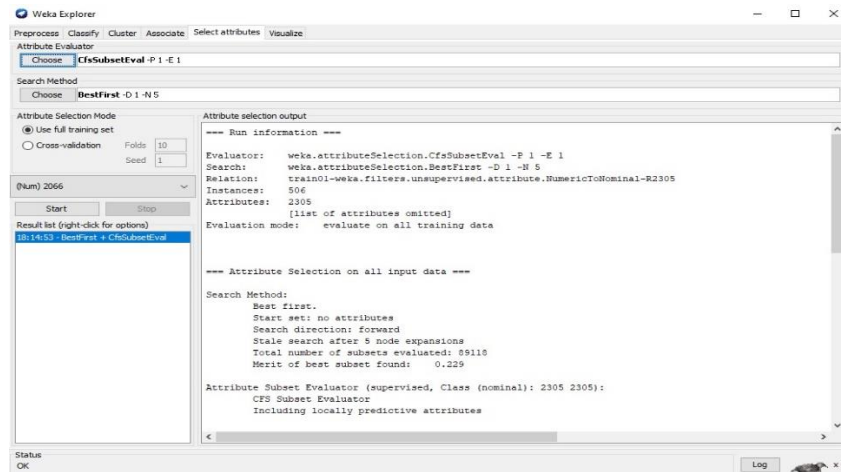 Weka Explorer
Preprocess Classify Cluster Associate Select attributes Visualize
Attribute Evaluator
Choose CfsSubsetEval -P 1 -E 1
Search Method
Choose BestFirst -D 1 -N 5
Attribute Selection Mode
Use full training set
Cross-validation Folds 10
Seed 1
(Num) 2066
Start Stop
Result list (right-click for options)
18:14:53 - BestFirst + CfsSubsetEval
Attribute selection output
=== Run information ===
Evaluator: weka.attributeSelection.CfsSubsetEval -P 1 -E 1
Search: weka.attributeSelection.BestFirst -D 1 -N 5
Relation: train01-weka.filters.unsupervised.attribute.NumericToNominal-R2305
Instances: 506
Attributes: 2305
[list of attributes omitted]
Evaluation mode: evaluate on all training data
=== Attribute Selection on all input data ===
Search Method:
Best first.
Start set: no attributes
Search direction: forward
Stale search after 5 node expansions
Total number of subsets evaluated: 89118
Merit of best subset found: 0.229
Attribute Subset Evaluator (supervised, Class (nominal): 2305 2305):
CFS Subset Evaluator
Including locally predictive attributes
Status
OK
Log
x